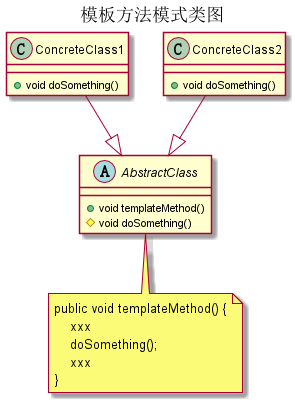 模板方法模式类图
C ConcreteClass1
C ConcreteClass2
void doSomething()
void doSomething()
A AbstractClass
void templateMethod()
void doSomething()
public void templateMethod() {
xxx
doSomething();
xxx
}